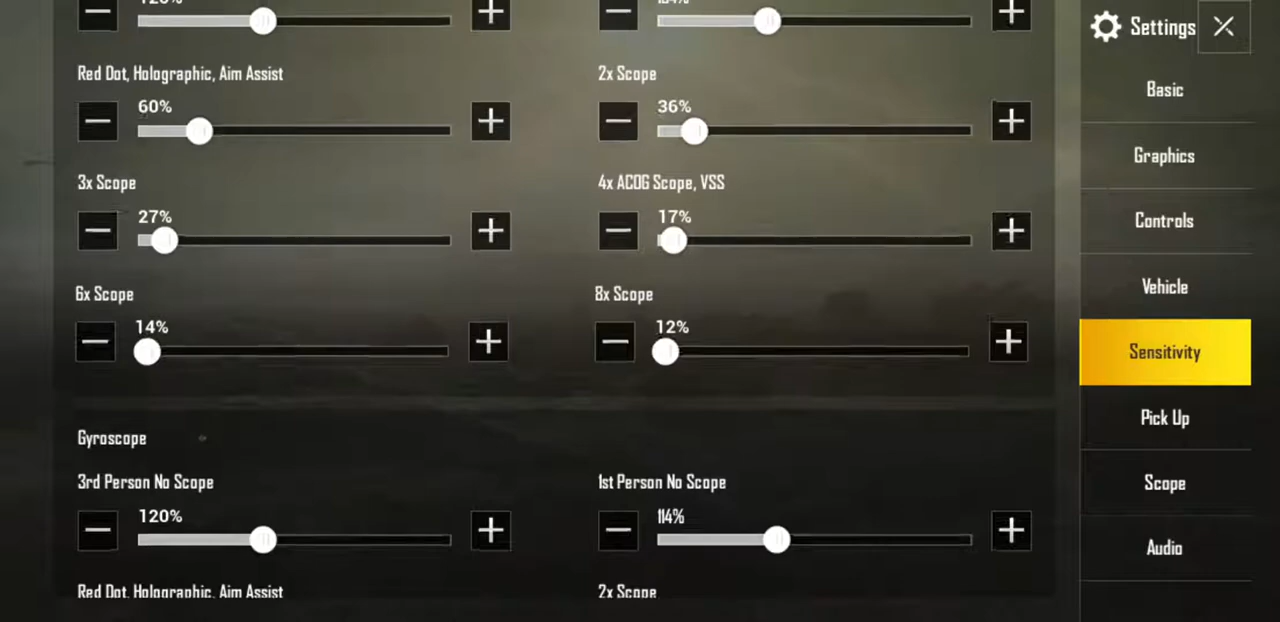 120%
Red Dot, Holographic, Aim Assist
2x Scope
60%
36%
3x Scope
4x ACOG Scope, VSS
27%
17%
6x Scope
8x Scope
14%
12%
Gyroscope
3rd Person No Scope
1st Person No Scope
120%
114%
Red Dot, Holographic, Aim Assist
2x Scope
Settings
Basic
Graphics
Controls
Vehicle
Sensitivity
Pick Up
Scope
Audio